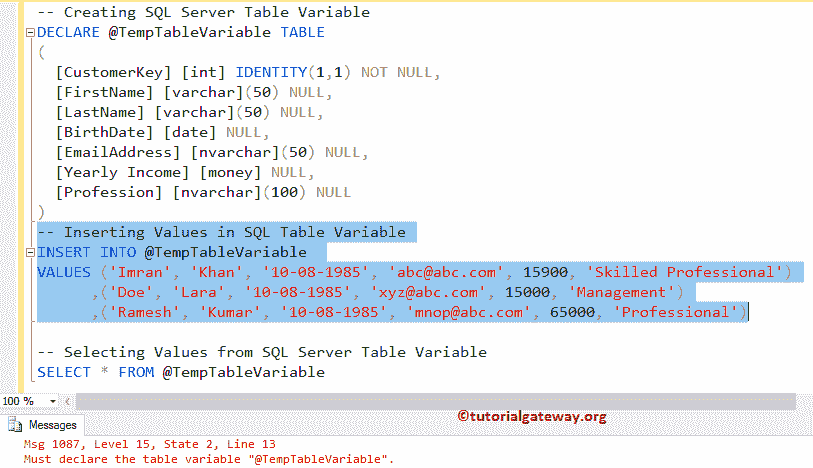 -- Creating SQL Server Table Variable
DECLARE @TempTableVariable TABLE
(
[CustomerKey] [int] IDENTITY(1,1) NOT NULL,
[FirstName] [varchar](50) NULL,
[LastName] [varchar](50) NULL,
[BirthDate] [date] NULL,
[EmailAddress] [nvarchar](50) NULL,
[Yearly Income] [money] NULL,
[Profession] [nvarchar](100) NULL
)
-- Inserting Values in SQL Table Variable
INSERT INTO @TempTableVariable
VALUES ('Imran', 'Khan', '10-08-1985', 'abc@abc.com', 15900, 'Skilled Professional')
,('Doe', 'Lara', '10-08-1985', 'xyz@abc.com', 15000, 'Management')
,('Ramesh', 'Kumar', '10-08-1985', 'mnop@abc.com', 65000, 'Professional')
-- Selecting Values from SQL Server Table Variable
SELECT * FROM @TempTableVariable
100 %
©tutorialgateway.org
Messages
Msg 1087, Level 15, State 2, Line 13
Must declare the table variable "@TempTableVariable".